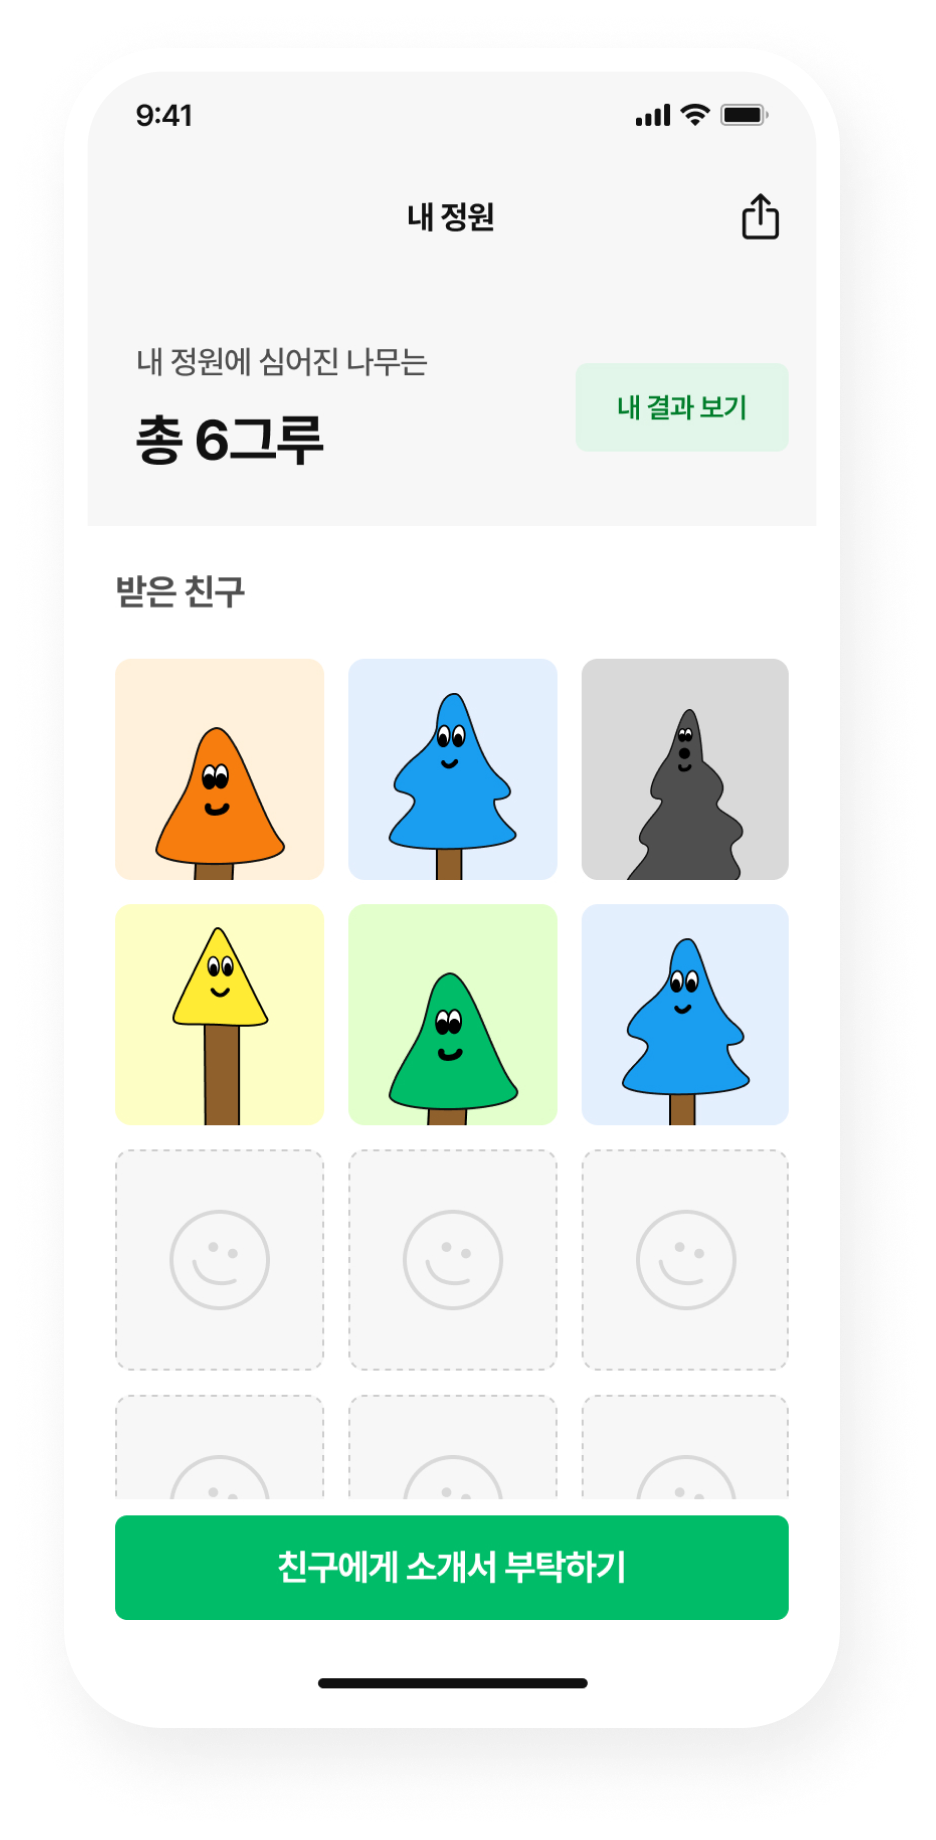 9:41
내 정원
내 정원에 심어진 나무는
총 6그루
내 결과 보기
받은 친구
친구에게 소개서 부탁하기